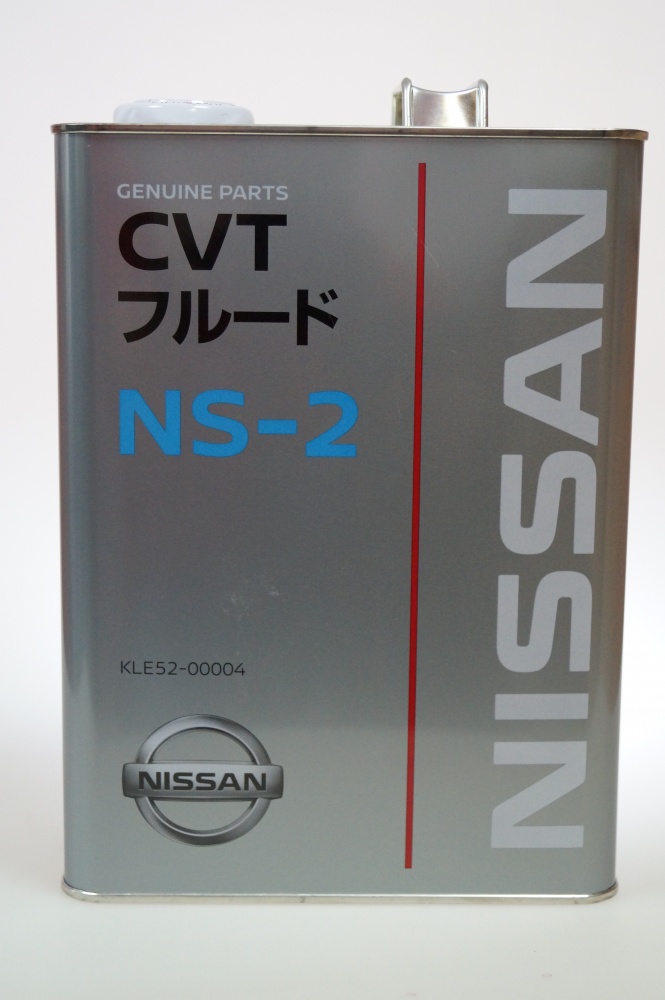 GENUINE PARTS
CVT
フルード
NS-2
KLE52-00004
NISSAN
NISSAN